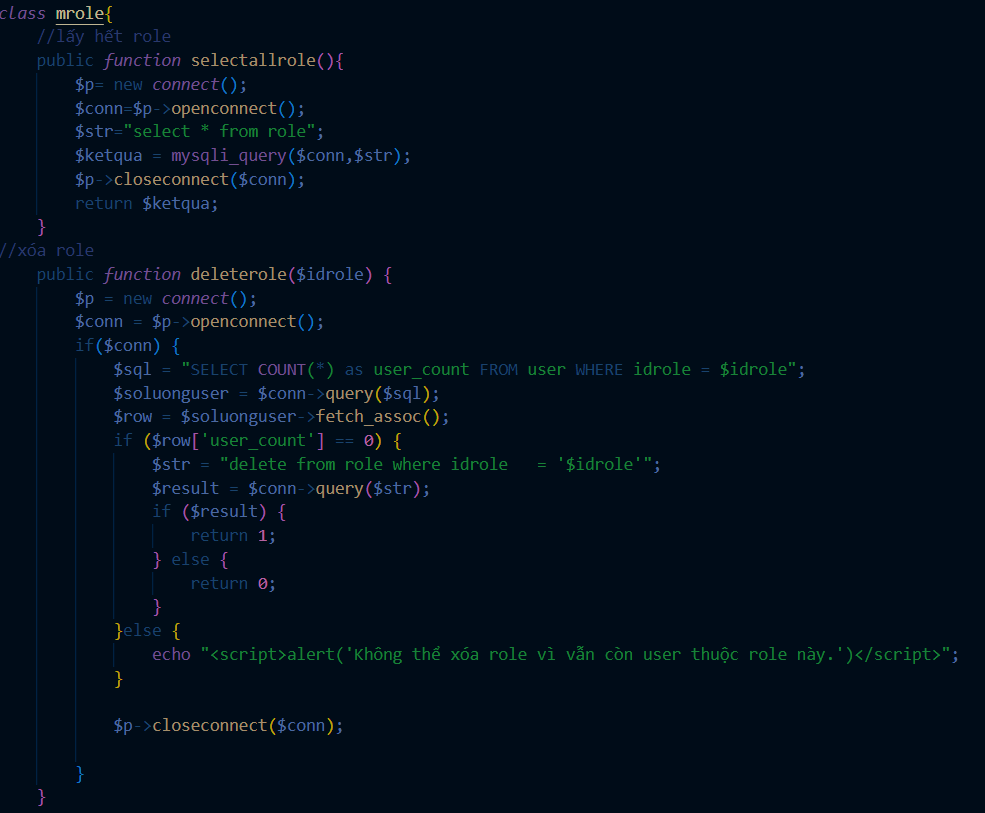 class mrole{
//lấy hết role
public function selectallrole(){
$p= new connect();
$conn=$p->openconnect();
$str="select * from role";
$ketqua = mysqli_query($conn,$str);
$p->closeconnect($conn);
return $ketqua;
}
//xóa role
public function deleterole($idrole) {
$p = new connect();
$conn = $p->openconnect();
if($conn) {
$sql = "SELECT COUNT(*) as user_count FROM user WHERE idrole = $idrole";
$soluonguser = $conn->query($sql);
$row = $soluonguser->fetch_assoc();
if ($row['user_count'] == 0) {
$str = "delete from role where idrole   = '$idrole'";
$result = $conn->query($str);
if ($result) {
return 1;
} else {
return 0;
}
}else {
echo "<script>alert('Không thể xóa role vì vẫn còn user thuộc role này.')</script>";
}
$p->closeconnect($conn);
}
}